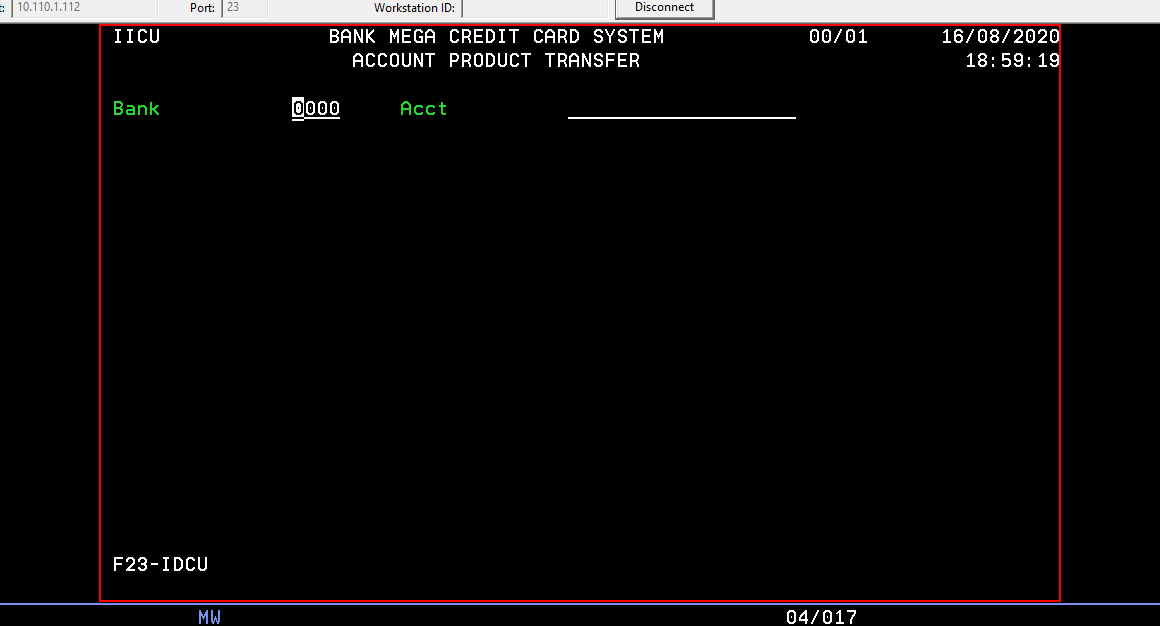 : 10.110.1.112 Port: 23 Workstation ID: Disconnect
IICU BANK MEGA CREDIT CARD SYSTEM 00/01 16/08/2020
ACCOUNT PRODUCT TRANSFER 18:59:19
Bank 0000 Acct
F23-IDCU
MW 04/017